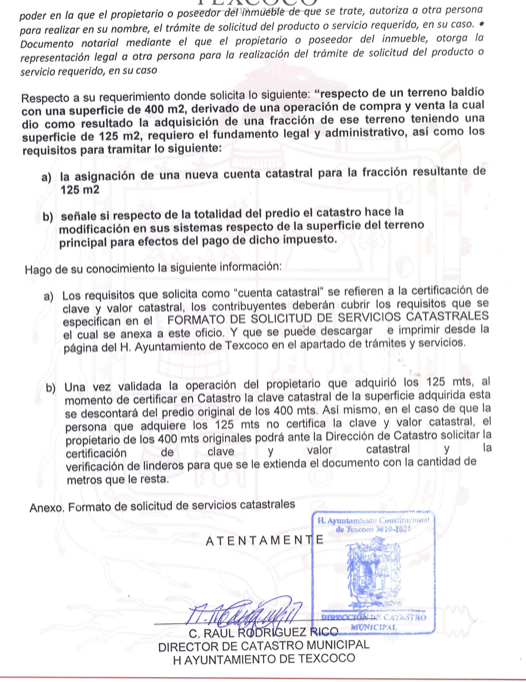 TEXCOCO
poder en la que el propietario o poseedor del inmueble de que se trate, autoriza a otra persona
para realizar en su nombre, el trámite de solicitud del producto o servicio requerido, en su caso. •
Documento notarial mediante el que el propietario o poseedor del inmueble, otorga la
representación legal a otra persona para la realización del trámite de solicitud del producto o
servicio requerido, en su caso
Respecto a su requerimiento donde solicita lo siguiente: “respecto de un terreno baldío
con una superficie de 400 m2, derivado de una operación de compra y venta la cual
dio como resultado la adquisición de una fracción de ese terreno teniendo una
superficie de 125 m2, requiero el fundamento legal y administrativo, así como los
requisitos para tramitar lo siguiente:
a) la asignación de una nueva cuenta catastral para la fracción resultante de
125 m2
b) señale si respecto de la totalidad del predio el catastro hace la
modificación en sus sistemas respecto de la superficie del terreno
principal para efectos del pago de dicho impuesto.
Hago de su conocimiento la siguiente información:
a) Los requisitos que solicita como "cuenta catastral" se refieren a la certificación de
clave y valor catastral, los contribuyentes deberán cubrir los requisitos que se
especifican en el FORMATO DE SOLICITUD DE SERVICIOS CATASTRALES
el cual se anexa a este oficio. Y que se puede descargar e imprimir desde la
página del H. Ayuntamiento de Texcoco en el apartado de trámites y servicios.
b) Una vez validada la operación del propietario que adquirió los 125 mts, al
momento de certificar en Catastro la clave catastral de la superficie adquirida esta
se descontará del predio original de los 400 mts. Así mismo, en el caso de que la
persona que adquiere los 125 mts no certifica la clave y valor catastral, el
propietario de los 400 mts originales podrá ante la Dirección de Catastro solicitar la
certificación de clave y valor catastral y la
verificación de linderos para que se le extienda el documento con la cantidad de
metros que le resta.
Anexo. Formato de solicitud de servicios catastrales
H. Ayuntamiento Constitucional
de Texcoco 2019-2021
ATENTAMENTE
DIRECCIÓN DE CATASTRO
MUNICIPAL
C. RAUL RODRÍGUEZ RICO
DIRECTOR DE CATASTRO MUNICIPAL
H AYUNTAMIENTO DE TEXCOCO